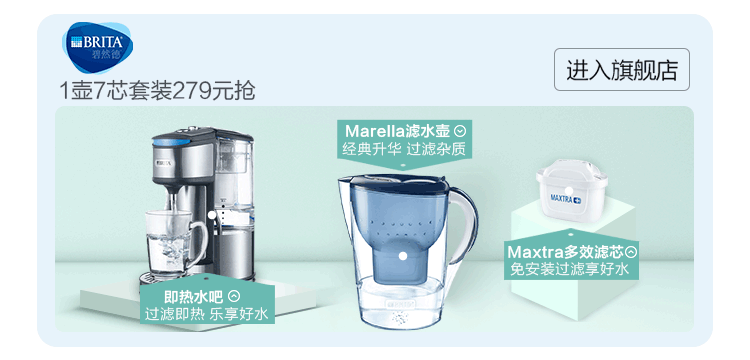 BRITA
碧然德
1壶7芯套装279元抢
进入旗舰店
Marella滤水壶
经典升华 过滤杂质
BRITA
MAXTRA
Maxtra多效滤芯
免安装过滤享好水
即热水吧
过滤即热 乐享好水